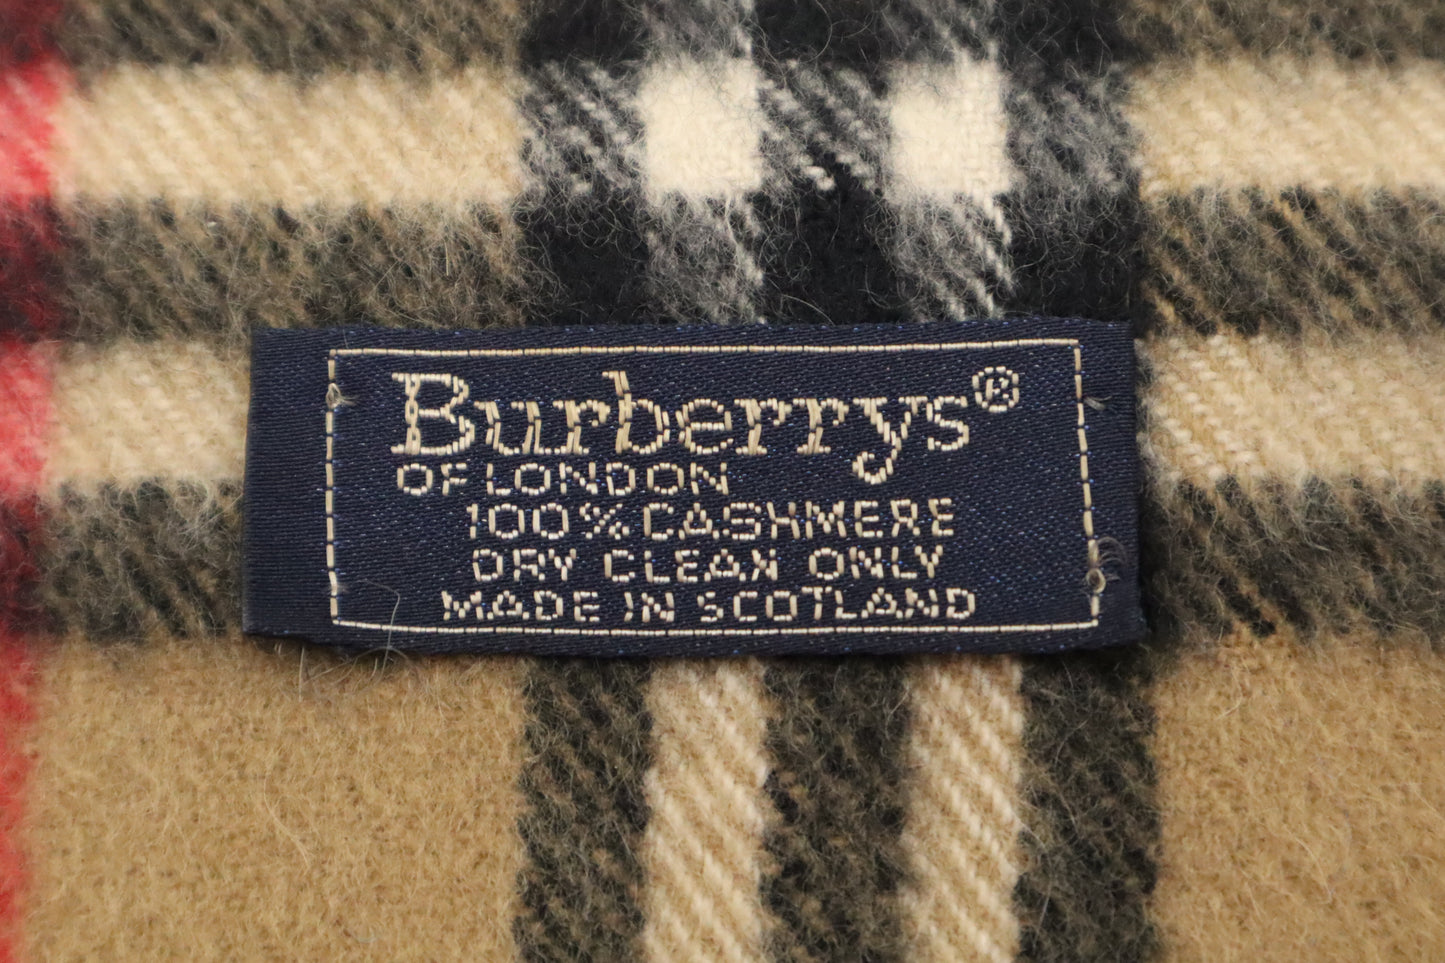 Burberrys®
OF LONDON
100% CASHMERE
DRY CLEAN ONLY
MADE IN SCOTLAND